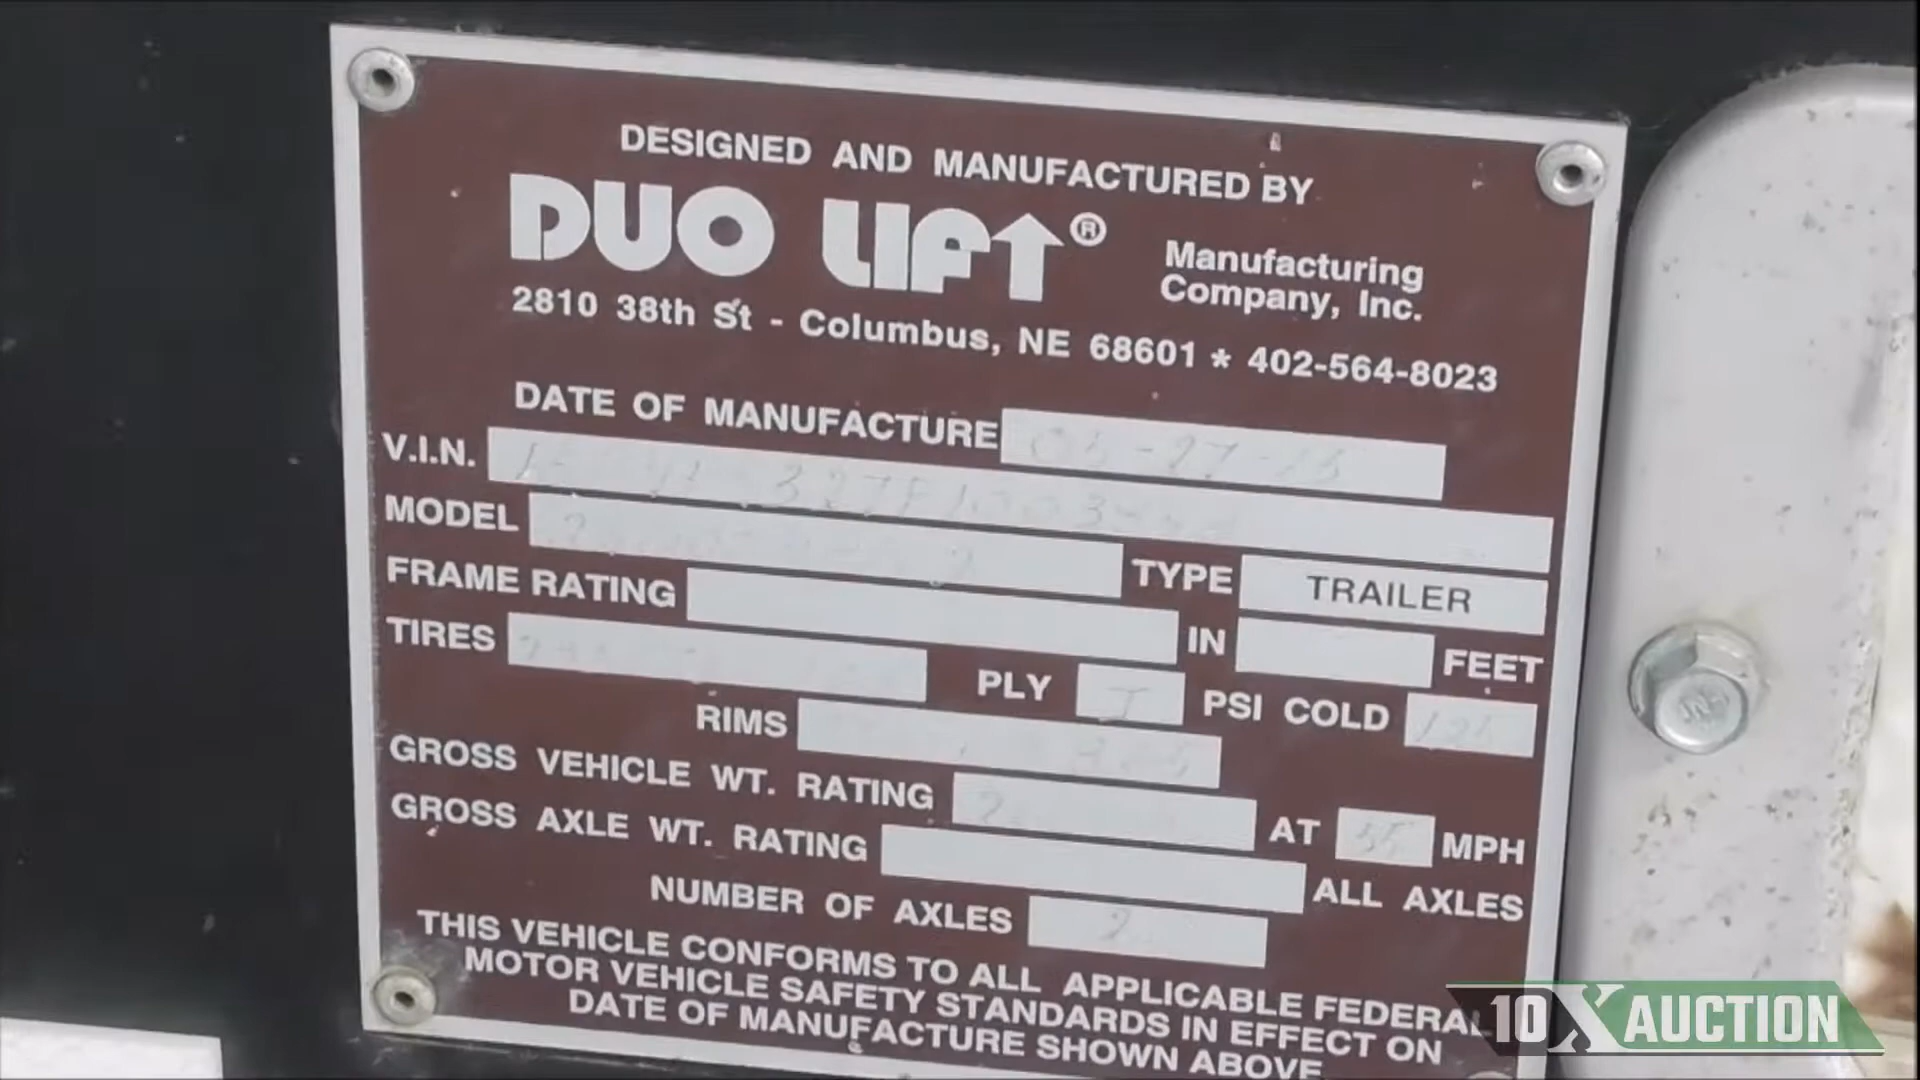 DESIGNED AND MANUFACTURED BY
DUO LIFT® Manufacturing Company, Inc.
2810 38th St - Columbus, NE 68601 * 402-564-8023
DATE OF MANUFACTURE
V.I.N.
MODEL TYPE TRAILER
FRAME RATING IN FEET
TIRES PLY PSI COLD
RIMS
GROSS VEHICLE WT. RATING AT 55 MPH
GROSS AXLE WT. RATING ALL AXLES
NUMBER OF AXLES 2
THIS VEHICLE CONFORMS TO ALL APPLICABLE FEDERAL
MOTOR VEHICLE SAFETY STANDARDS IN EFFECT ON
DATE OF MANUFACTURE SHOWN ABOVE
10X AUCTION